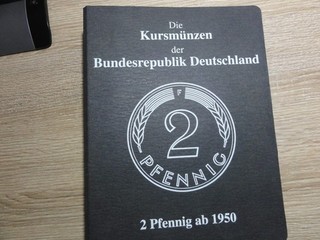 Die
Kursmünzen
der
Bundesrepublik Deutschland
F
2
PFENNIG
2 Pfennig ab 1950